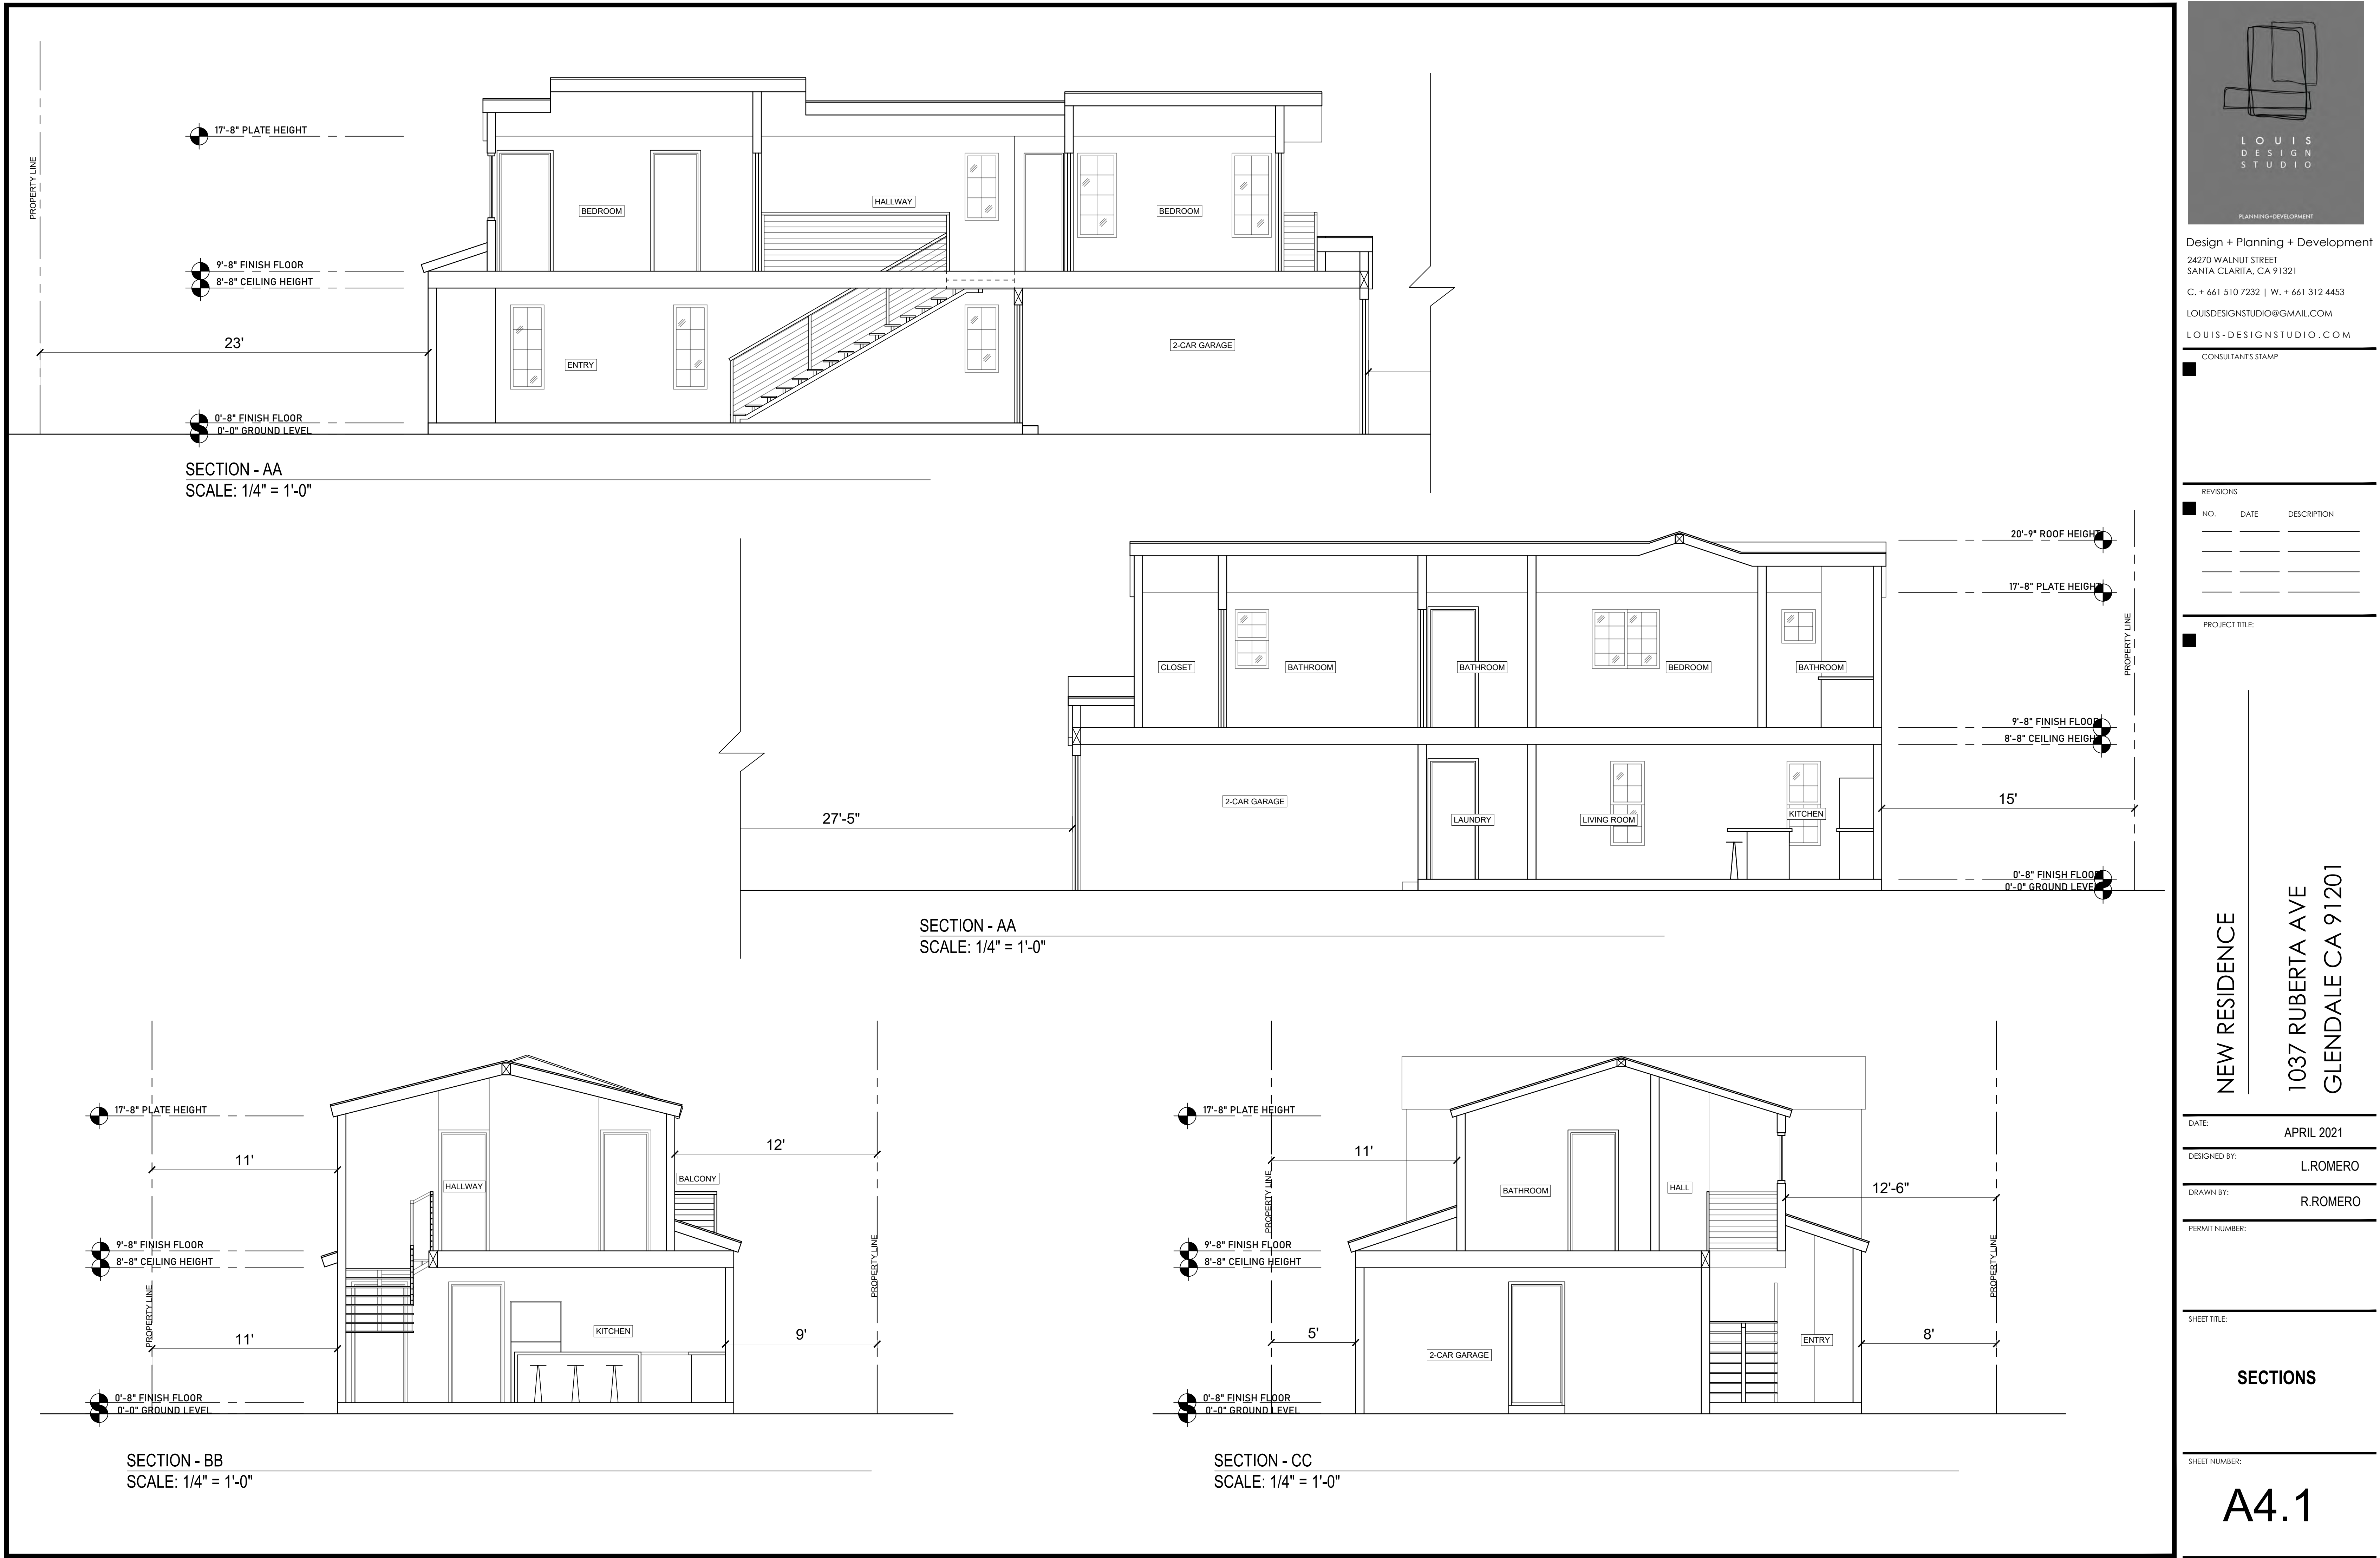 17'-8" PLATE HEIGHT
PROPERTY LINE
HALLWAY
BEDROOM
BEDROOM
9'-8" FINISH FLOOR
8'-8" CEILING HEIGHT
23'
2-CAR GARAGE
ENTRY
0'-8" FINISH FLOOR
0'-0" GROUND LEVEL
SECTION - AA
SCALE: 1/4" = 1'-0"
20'-9" ROOF HEIGHT
17'-8" PLATE HEIGHT
PROPERTY LINE
CLOSET
BATHROOM
BATHROOM
BEDROOM
BATHROOM
9'-8" FINISH FLOOR
8'-8" CEILING HEIGHT
2-CAR GARAGE
15'
27'-5"
LAUNDRY
LIVING ROOM
KITCHEN
0'-8" FINISH FLOOR
0'-0" GROUND LEVEL
SECTION - AA
SCALE: 1/4" = 1'-0"
17'-8" PLATE HEIGHT
12'
11'
BALCONY
HALLWAY
9'-8" FINISH FLOOR
8'-8" CEILING HEIGHT
PROPERTY LINE
PROPERTY LINE
KITCHEN
11'
9'
0'-8" FINISH FLOOR
0'-0" GROUND LEVEL
SECTION - BB
SCALE: 1/4" = 1'-0"
17'-8" PLATE HEIGHT
11'
BATHROOM
HALL
12'-6"
PROPERTY LINE
9'-8" FINISH FLOOR
8'-8" CEILING HEIGHT
PROPERTY LINE
5'
8'
ENTRY
2-CAR GARAGE
0'-8" FINISH FLOOR
0'-0" GROUND LEVEL
SECTION - CC
SCALE: 1/4" = 1'-0"
LOUIS
DESIGN
STUDIO
PLANNING+DEVELOPMENT
Design + Planning + Development
24270 WALNUT STREET
SANTA CLARITA, CA 91321
C. + 661 510 7232 | W. + 661 312 4453
LOUISDESIGNSTUDIO@GMAIL.COM
LOUIS-DESIGNSTUDIO.COM
CONSULTANT'S STAMP
REVISIONS
NO. DATE DESCRIPTION
PROJECT TITLE:
NEW RESIDENCE
1037 RUBERTA AVE
GLENDALE CA 91201
DATE:
APRIL 2021
DESIGNED BY:
L.ROMERO
DRAWN BY:
R.ROMERO
PERMIT NUMBER:
SHEET TITLE:
SECTIONS
SHEET NUMBER:
A4.1